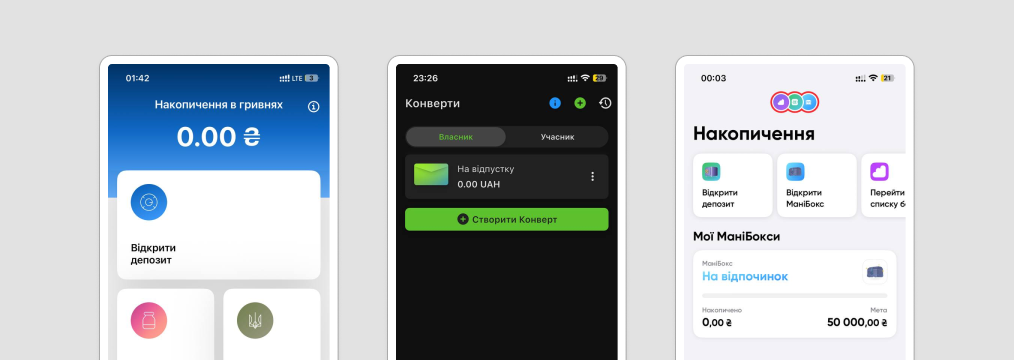 01:42
LTE 3
Накопичення в гривнях
0.00 ₴
Відкрити
депозит
23:26
29
Конверти
Власник
Учасник
На відпустку
0.00 UAH
Створити Конверт
00:03
21
Накопичення
Відкрити
депозит
Відкрити
МаніБокс
Перейти
списку б
Мої МаніБокси
МаніБокс
На відпочинок
Накопичено
Мета
0,00 ₴
50 000,00 ₴